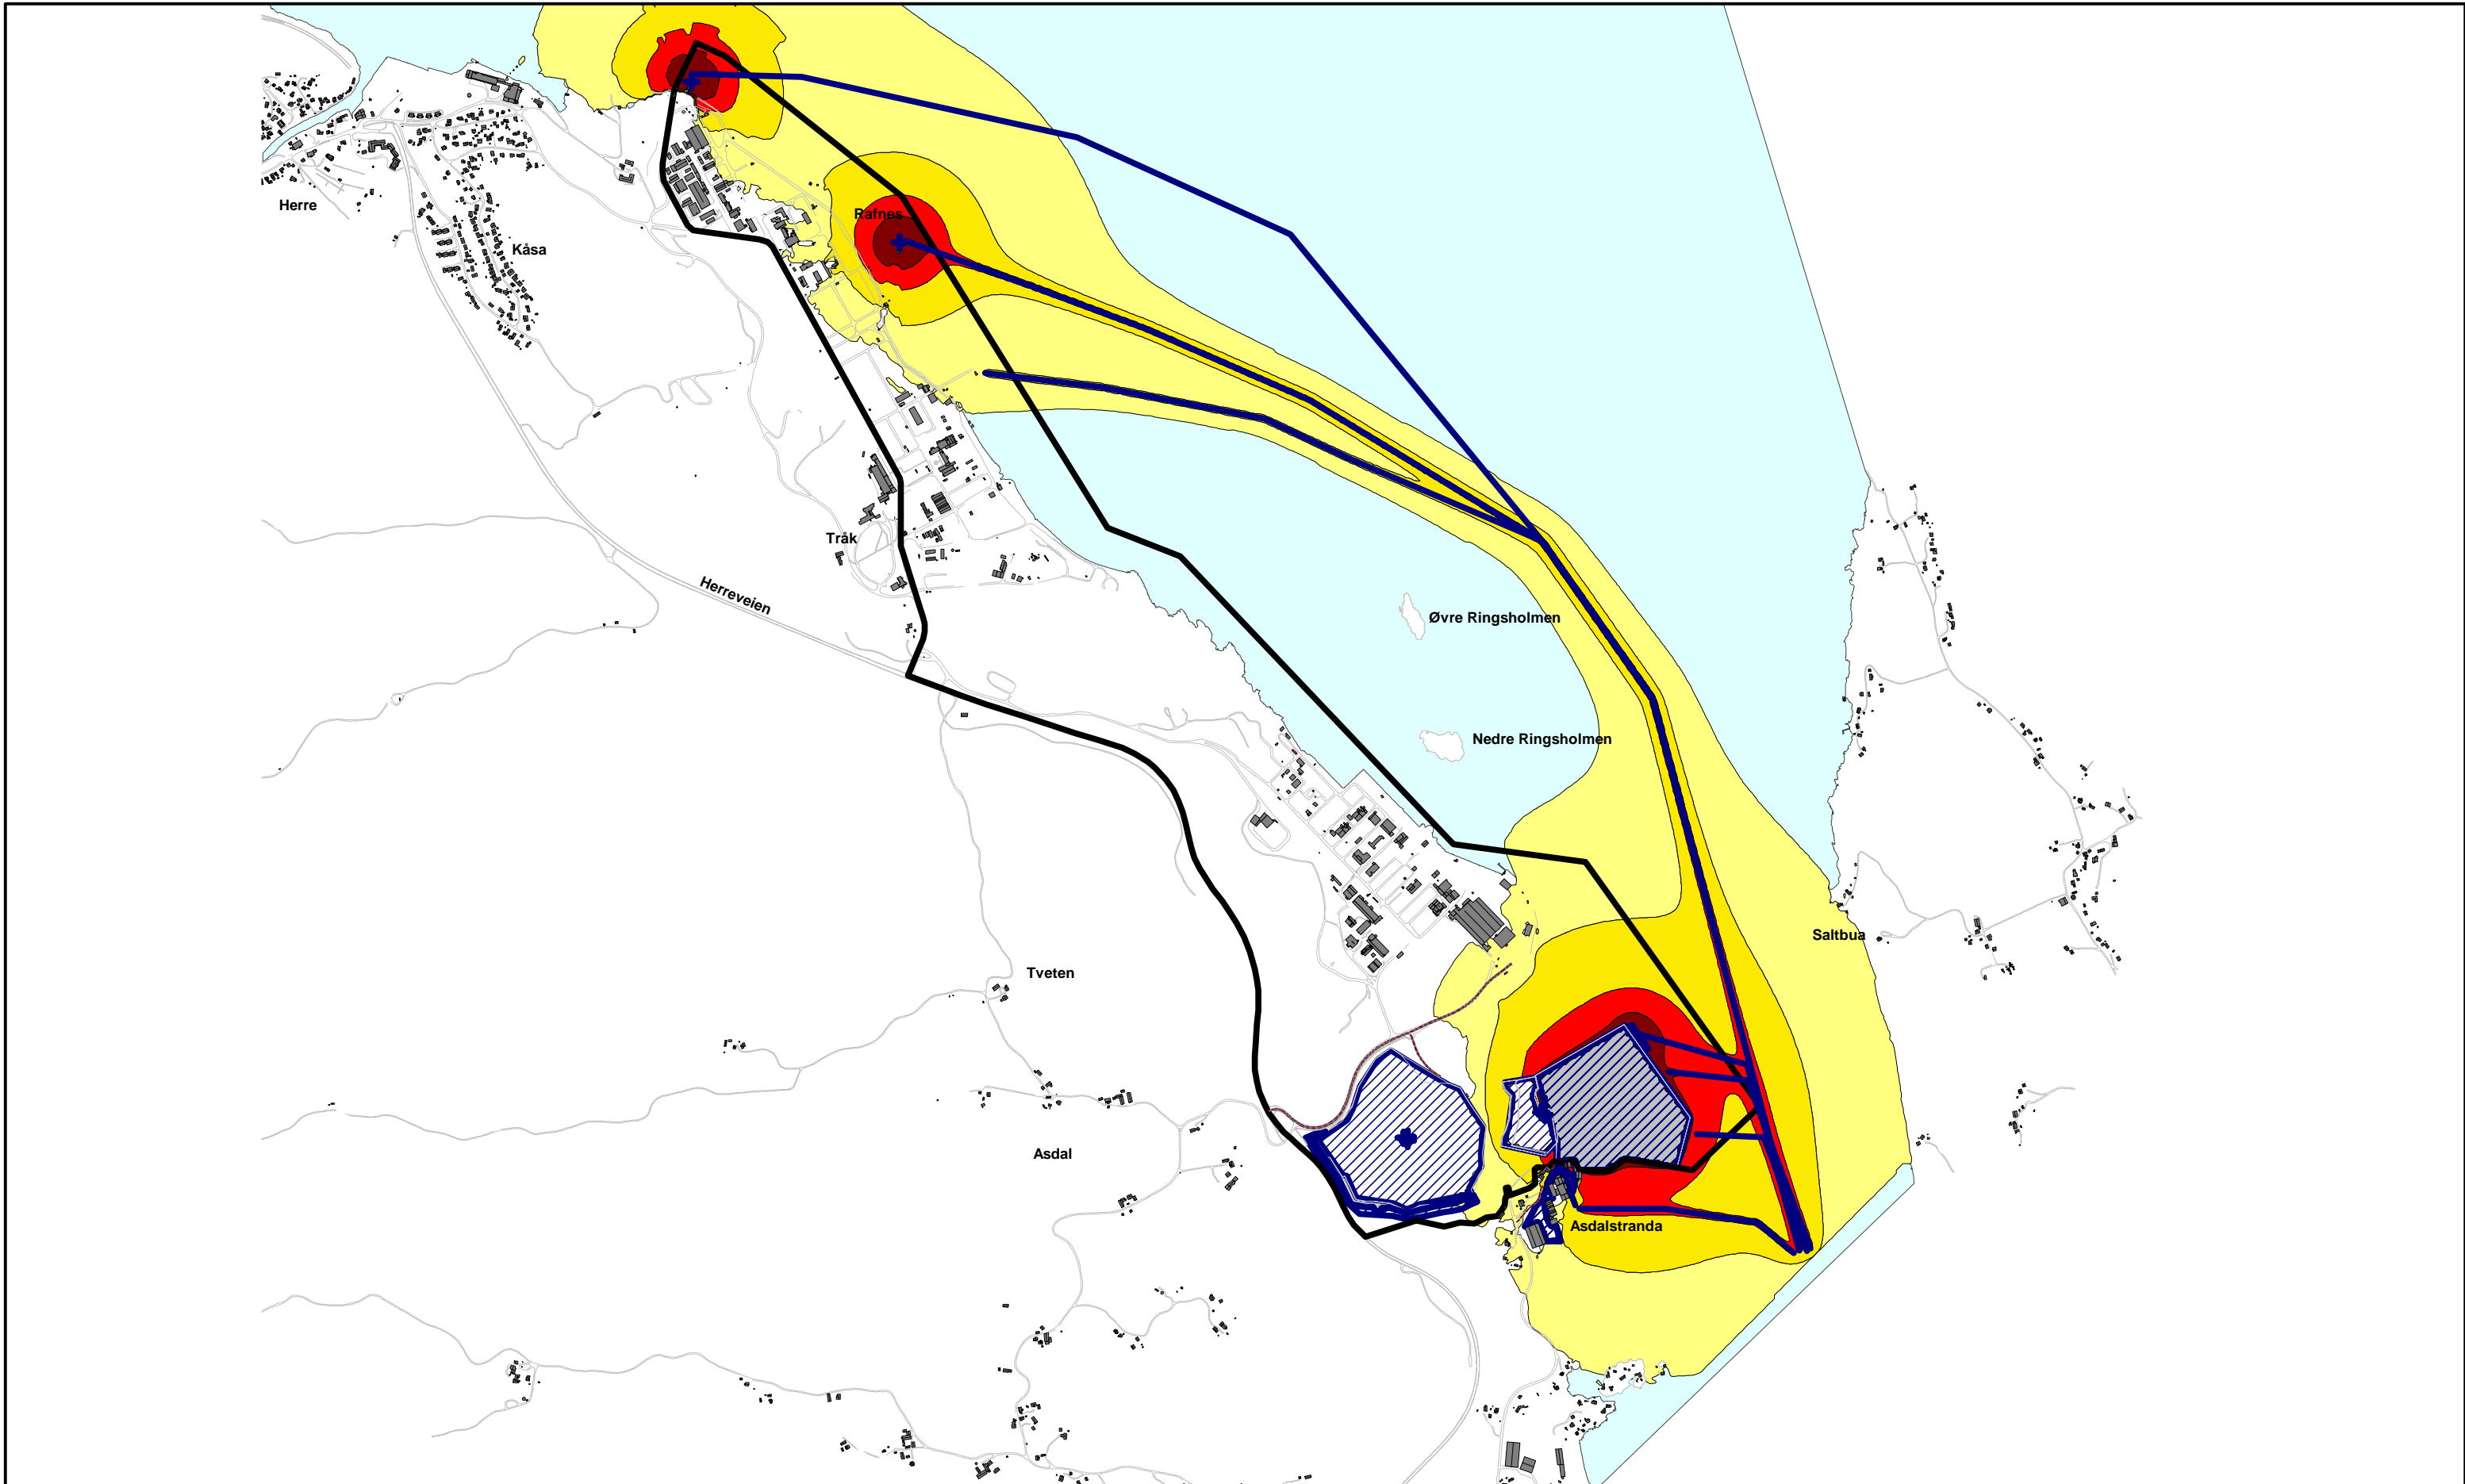 Herre
Rafnes
Kåsa
Tråk
Herreveien
Øvre Ringsholmen
Nedre Ringsholmen
Saltbua
Tveten
Asdal
Asdalstranda